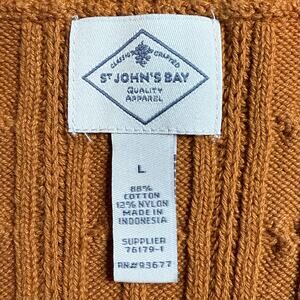 CLASSIC CRAFTED
ST JOHN'S BAY
QUALITY
APPAREL
L
88%
COTTON
12% NYLON
MADE IN
INDONESIA
SUPPLIER
76179-1
RN#93677